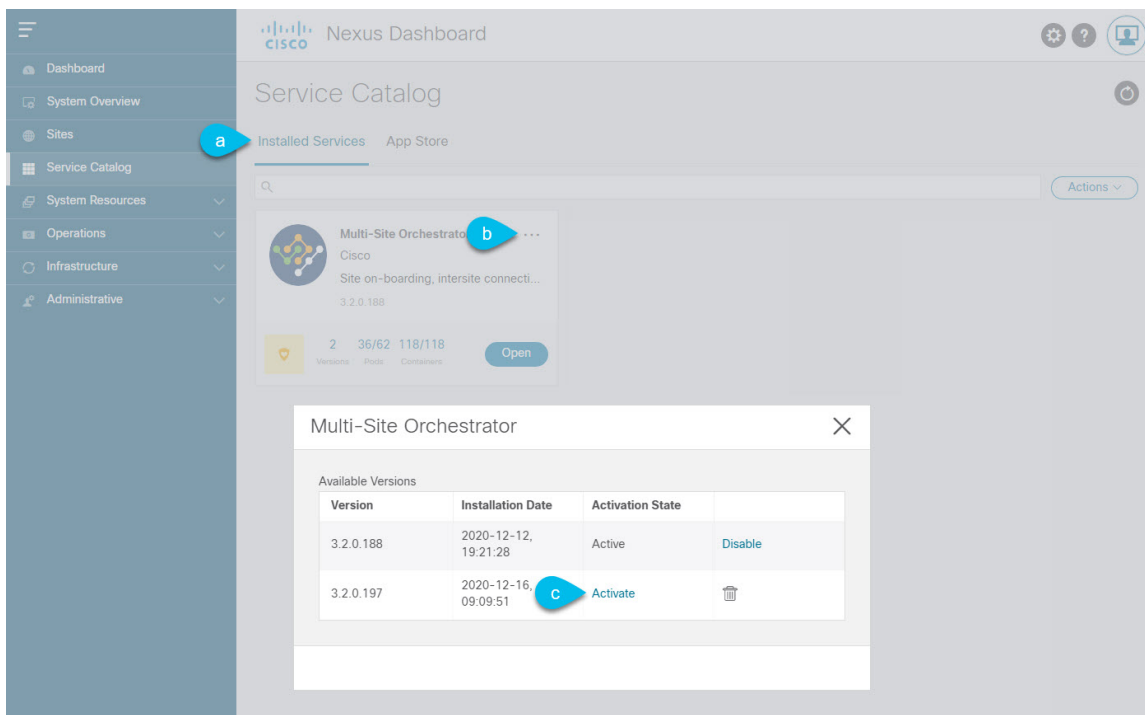 Dashboard
System Overview
Sites
Service Catalog
System Resources
Operations
Infrastructure
Administrative
CISCO
Nexus Dashboard
?
Service Catalog
a
Installed Services
App Store
Actions
Multi-Site Orchestrato
b
...
Cisco
Site on-boarding, intersite connecti...
3.2.0.188
2 36/62 118/118
Versions Pods Containers
Open
Multi-Site Orchestrator
Available Versions
Version Installation Date Activation State
3.2.0.188 2020-12-12, Active Disable
19:21:28
3.2.0.197 2020-12-16, c Activate
09:09:51